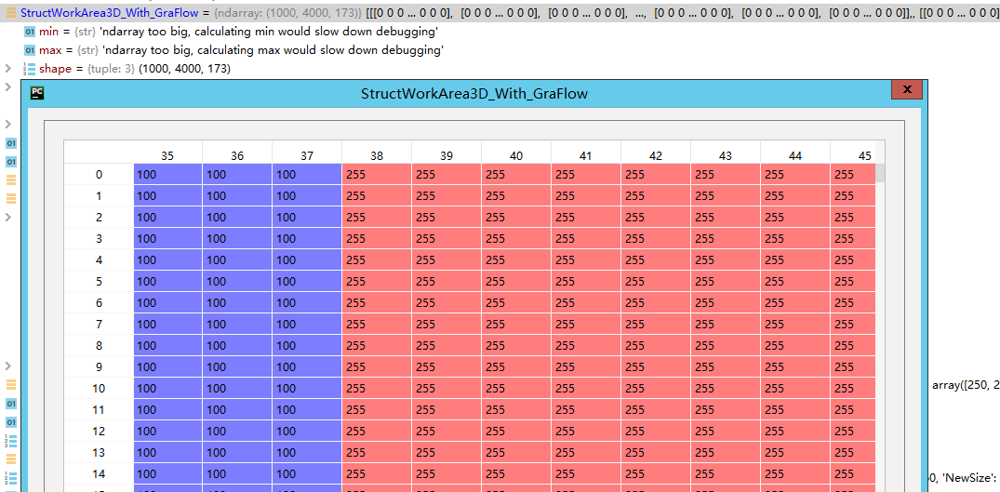 StructWorkArea3D_With_GraFlow = {ndarray: (1000, 4000, 173)} [[[0 0 0 ... 0 0 0], [0 0 0 ... 0 0 0], [0 0 0 ... 0 0 0], ..., [0 0 0 ... 0 0 0], [0 0 0 ... 0 0 0], [0 0 0 ... 0 0 0]],, [[0 0 0 ... 0 0 0]
01 min = {str} 'ndarray too big, calculating min would slow down debugging'
01 max = {str} 'ndarray too big, calculating max would slow down debugging'
shape = {tuple: 3} (1000, 4000, 173)
PC StructWorkArea3D_With_GraFlow x
35 36 37 38 39 40 41 42 43 44 45
0 100 100 100 255 255 255 255 255 255 255 255
1 100 100 100 255 255 255 255 255 255 255 255
2 100 100 100 255 255 255 255 255 255 255 255
3 100 100 100 255 255 255 255 255 255 255 255
4 100 100 100 255 255 255 255 255 255 255 255
5 100 100 100 255 255 255 255 255 255 255 255
6 100 100 100 255 255 255 255 255 255 255 255
7 100 100 100 255 255 255 255 255 255 255 255
8 100 100 100 255 255 255 255 255 255 255 255
9 100 100 100 255 255 255 255 255 255 255 255
10 100 100 100 255 255 255 255 255 255 255 255
array([250, 2
11 100 100 100 255 255 255 255 255 255 255 255
12 100 100 100 255 255 255 255 255 255 255 255
13 100 100 100 255 255 255 255 255 255 255 255
14 100 100 100 255 255 255 255 255 255 255 255
0, 'NewSize':